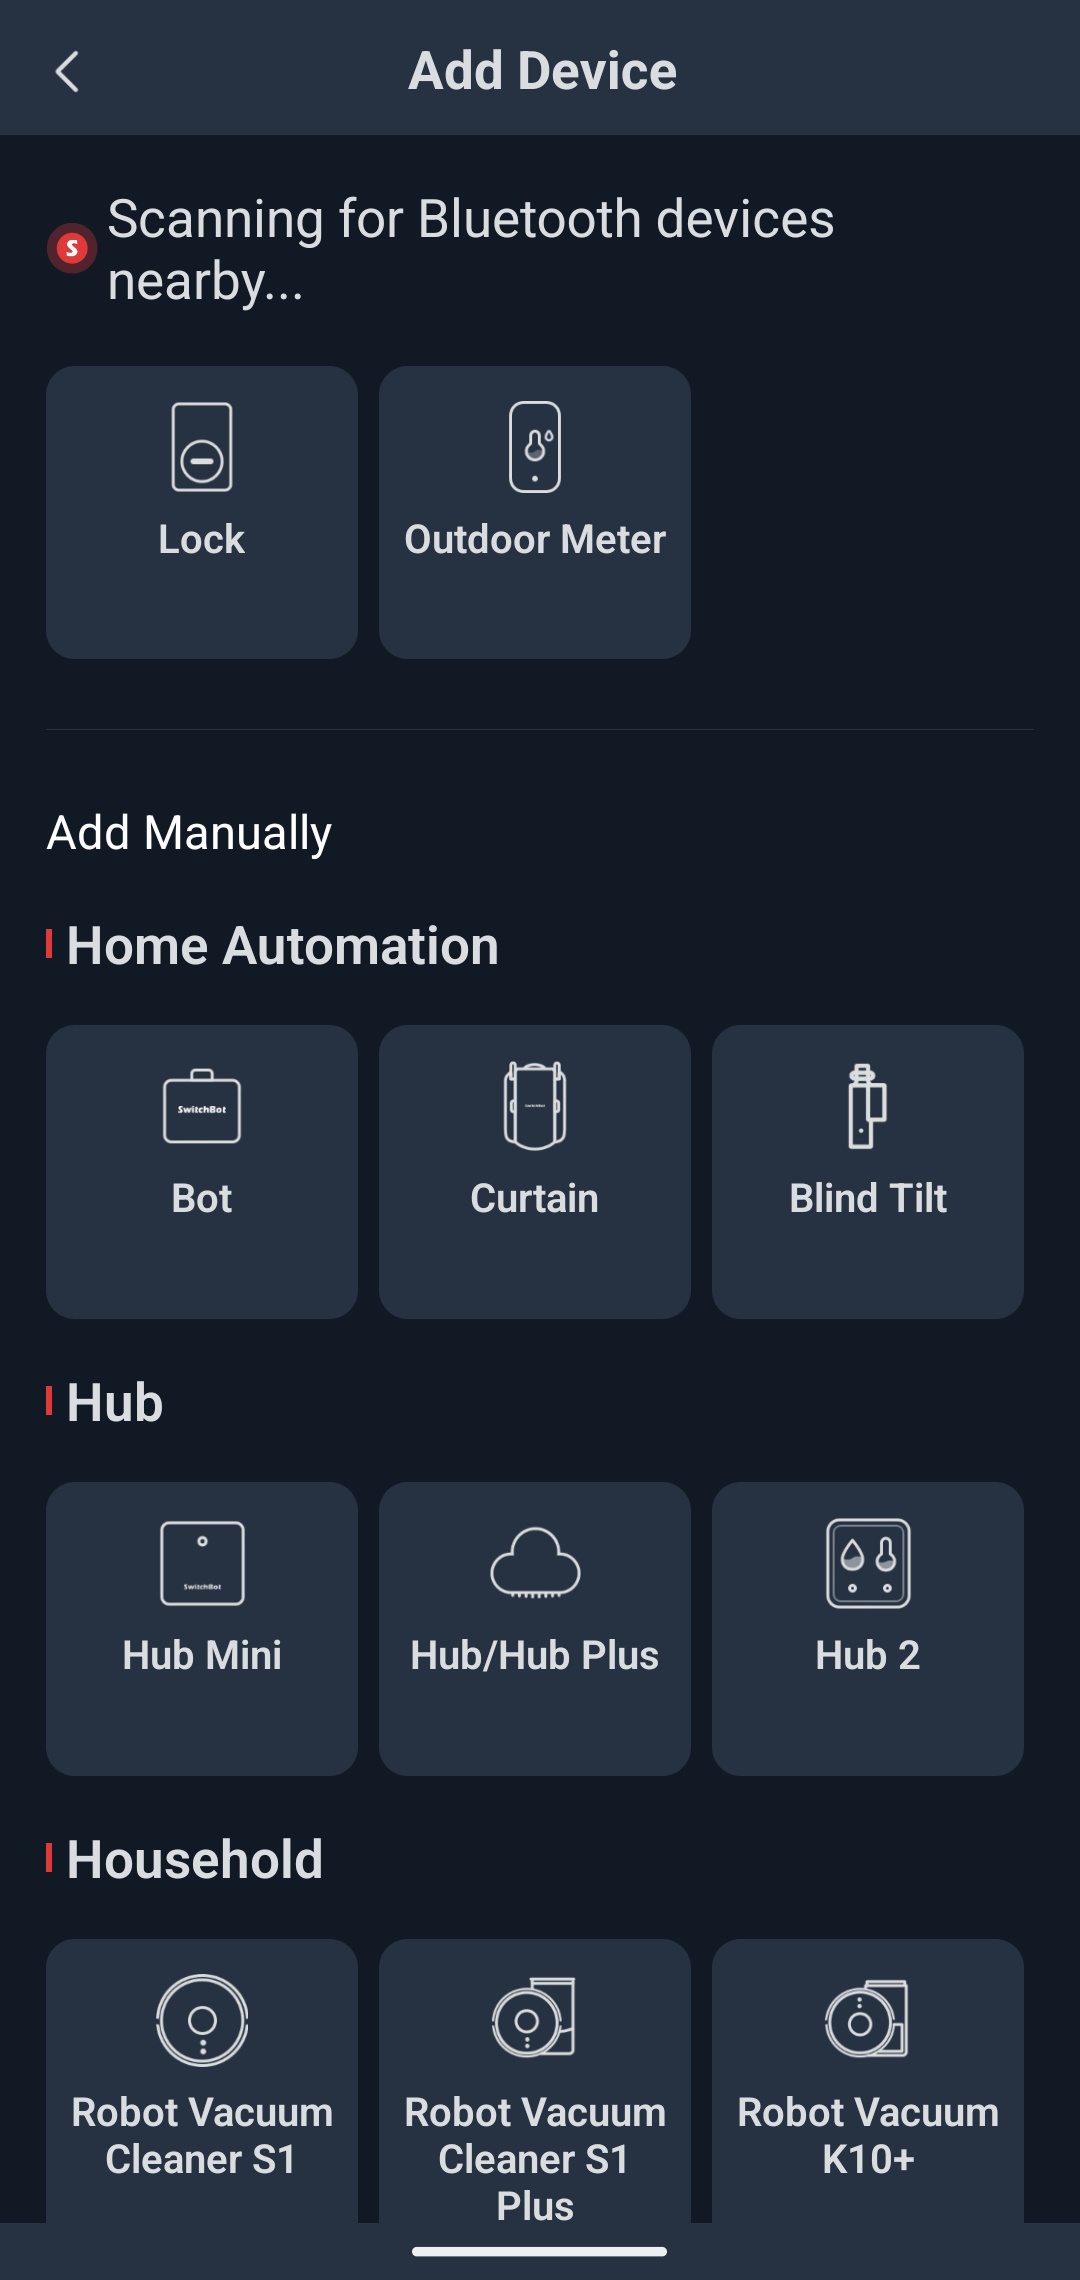 Add Device
S
Scanning for Bluetooth devices
nearby...
Lock
Outdoor Meter
Add Manually
Home Automation
SwitchBot
Bot
Curtain
Blind Tilt
Hub
SwitchBot
Hub Mini
Hub/Hub Plus
Hub 2
Household
Robot Vacuum
Cleaner S1
Robot Vacuum
Cleaner S1
Plus
Robot Vacuum
K10+